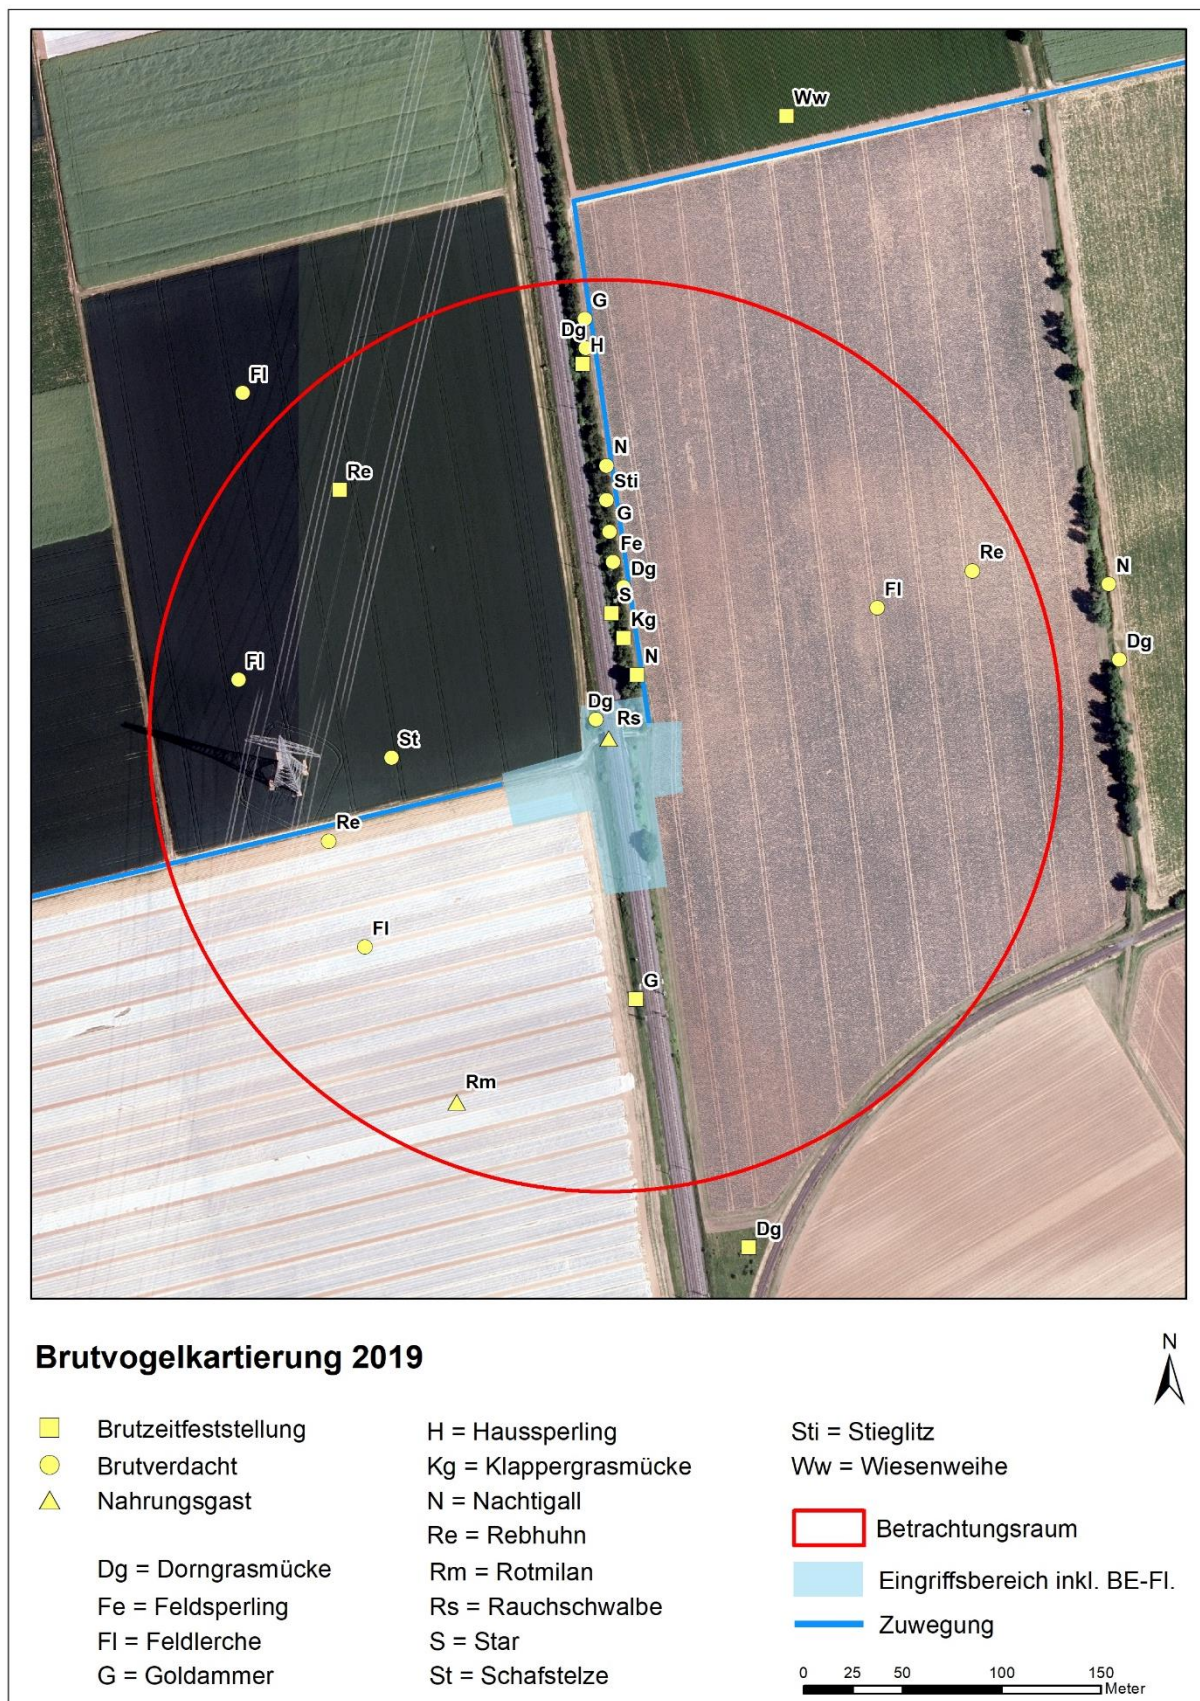 Ww
G
Dg
H
Fl
N
Re
Sti
G
Fe
Re
Dg
N
S
Fl
Kg
Dg
Fl
N
Dg
Rs
St
Re
Fl
G
Rm
Dg
Brutvogelkartierung 2019
N
Brutzeitfeststellung
Brutverdacht
Nahrungsgast
Dg = Dorngrasmücke
Fe = Feldsperling
Fl = Feldlerche
G = Goldammer
H = Haussperling
Kg = Klappergrasmücke
N = Nachtigall
Re = Rebhuhn
Rm = Rotmilan
Rs = Rauchschwalbe
S = Star
St = Schafstelze
Sti = Stieglitz
Ww = Wiesenweihe
Betrachtungsraum
Eingriffsbereich inkl. BE-Fl.
Zuwegung
0 25 50 100 150
Meter